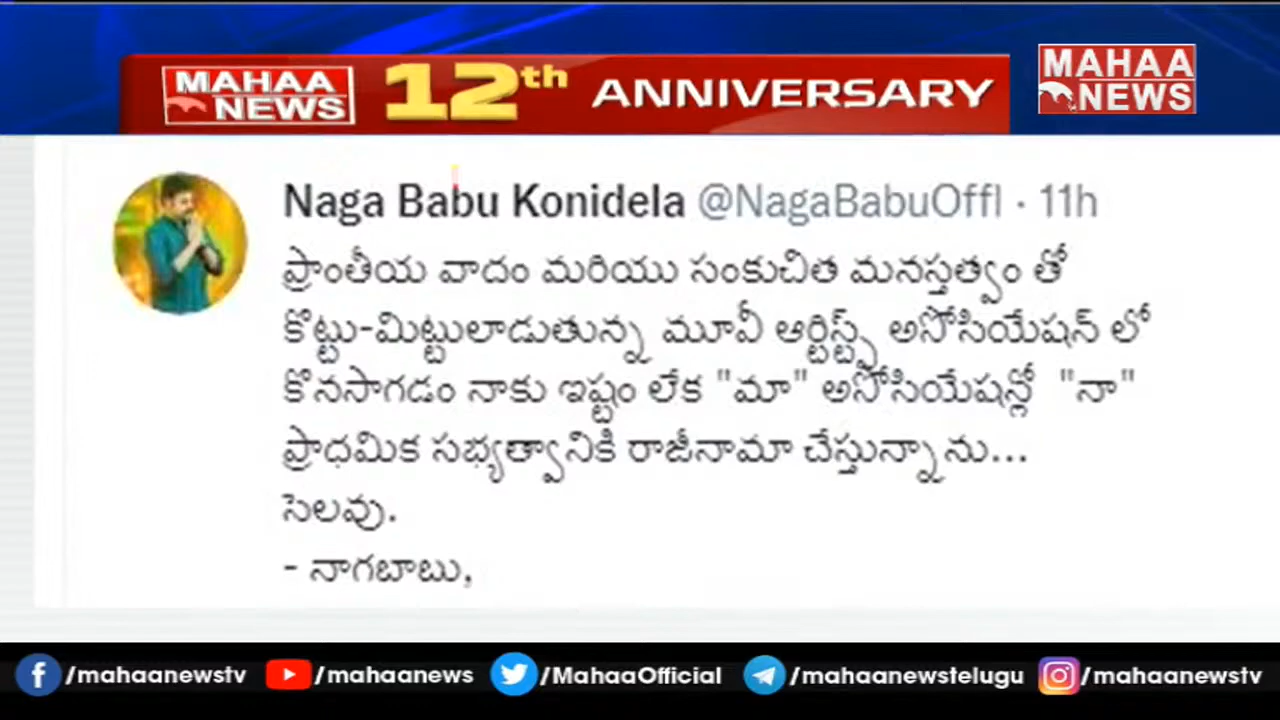 MAHAA
NEWS
12th ANNIVERSARY
MAHAA
NEWS
Naga Babu Konidela @NagaBabuOffl · 11h
ప్రాంతీయ వాదం మరియు సంకుచిత మనస్తత్వం తో
కొట్టు-మిట్టులాడుతున్న మూవీ ఆర్టిస్ట్స్ అసోసియేషన్ లో
కొనసాగడం నాకు ఇష్టం లేక "మా" అసోసియేషన్లో "నా"
ప్రాధమిక సభ్యత్వానికి రాజీనామా చేస్తున్నాను...
సెలవు.
- నాగబాబు,
/mahaanewstv /mahaanews /MahaaOfficial /mahaanewstelugu /mahaanewstv